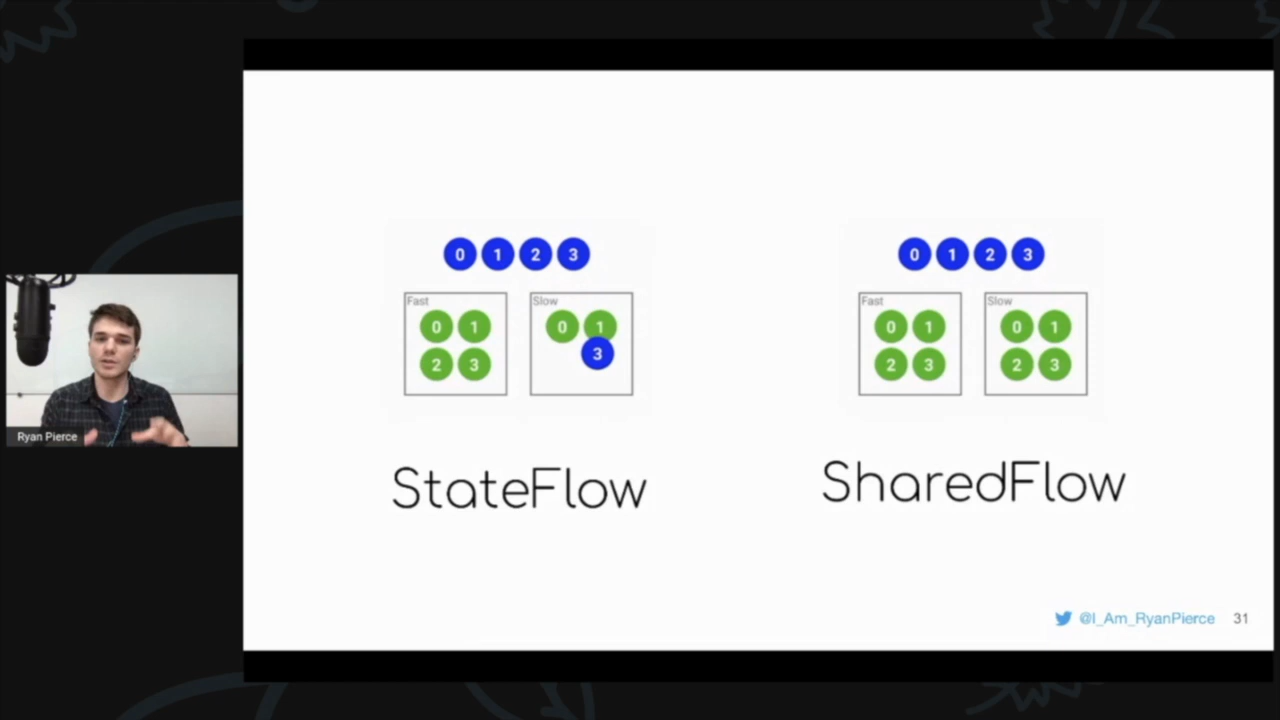 0 1 2 3
Fast
0 1
2 3
Slow
0 1
3
StateFlow
0 1 2 3
Fast
0 1
2 3
Slow
0 1
2 3
SharedFlow
Ryan Pierce
@I_Am_RyanPierce 31